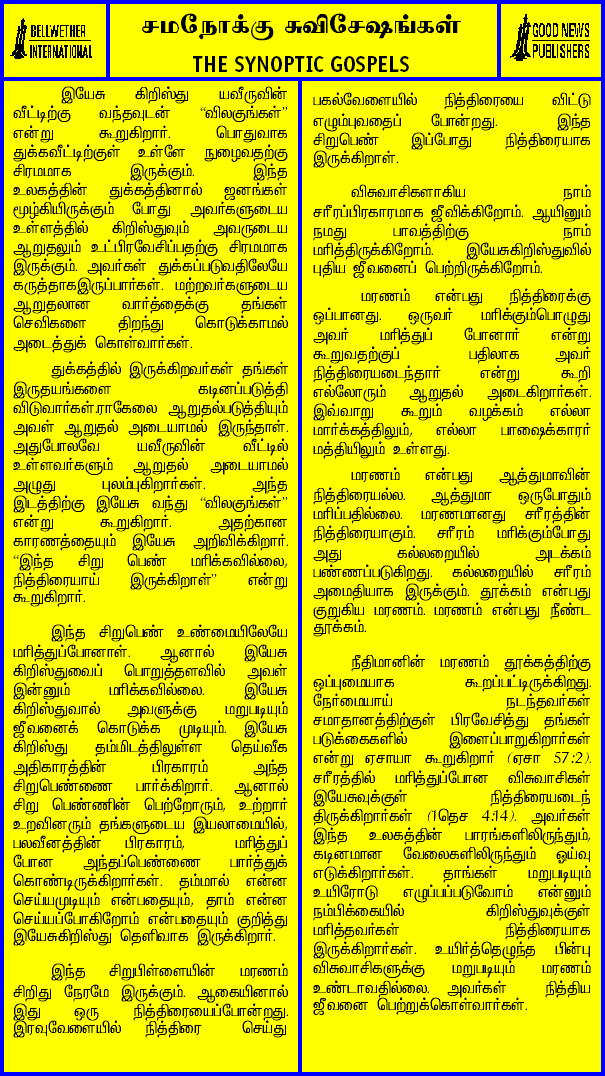 BELLWETHER
INTERNATIONAL
சமநோக்கு சுவிசேஷங்கள்
THE SYNOPTIC GOSPELS
GOOD NEWS
PUBLISHERS
இயேசு கிறிஸ்து யவீருவின்
வீட்டிற்கு வந்தவுடன் “விலகுங்கள்”
என்று கூறுகிறார். பொதுவாக
துக்கவீட்டிற்குள் உள்ளே நுழைவதற்கு
சிரமமாக இருக்கும். இந்த
உலகத்தின் துக்கத்தினால் ஜனங்கள்
மூழ்கியிருக்கும் போது அவர்களுடைய
உள்ளத்தில் கிறிஸ்துவும் அவருடைய
ஆறுதலும் உட்பிரவேசிப்பதற்கு சிரமமாக
இருக்கும். அவர்கள் துக்கப்படுவதிலேயே
கருத்தாகஇருப்பார்கள். மற்றவர்களுடைய
ஆறுதலான வார்த்தைக்கு தங்கள்
செவிகளை திறந்து கொடுக்காமல்
அடைத்துக் கொள்வார்கள்.
துக்கத்தில் இருக்கிறவர்கள் தங்கள்
இருதயங்களை கடினப்படுத்தி
விடுவார்கள்.ராகேலை ஆறுதல்படுத்தியும்
அவள் ஆறுதல் அடையாமல் இருந்தாள்.
அதுபோலவே யவீருவின் வீட்டில்
உள்ளவர்களும் ஆறுதல் அடையாமல்
அழுது புலம்புகிறார்கள். அந்த
இடத்திற்கு இயேசு வந்து “விலகுங்கள்”
என்று கூறுகிறார். அதற்கான
காரணத்தையும் இயேசு அறிவிக்கிறார்.
“இந்த சிறு பெண் மரிக்கவில்லை,
நித்திரையாய் இருக்கிறாள்” என்று
கூறுகிறார்.
இந்த சிறுபெண் உண்மையிலேயே
மரித்துப்போனாள். ஆனால் இயேசு
கிறிஸ்துவைப் பொறுத்தளவில் அவள்
இன்னும் மரிக்கவில்லை. இயேசு
கிறிஸ்துவால் அவளுக்கு மறுபடியும்
ஜீவனைக் கொடுக்க முடியும். இயேசு
கிறிஸ்து தம்மிடத்திலுள்ள தெய்வீக
அதிகாரத்தின் பிரகாரம் அந்த
சிறுபெண்ணை பார்க்கிறார். ஆனால்
சிறு பெண்ணின் பெற்றோரும், உற்றார்
உறவினரும் தங்களுடைய இயலாமையில்,
பலவீனத்தின் பிரகாரம், மரித்துப்
போன அந்தப்பெண்ணை பார்த்துக்
கொண்டிருக்கிறார்கள். தம்மால் என்ன
செய்யமுடியும் என்பதையும், தாம் என்ன
செய்யப்போகிறோம் என்பதையும் குறித்து
இயேசுகிறிஸ்து தெளிவாக இருக்கிறார்.
இந்த சிறுபிள்ளையின் மரணம்
சிறிது நேரமே இருக்கும். ஆகையினால்
இது ஒரு நித்திரையைப்போன்றது.
இரவுவேளையில் நித்திரை செய்து
பகல்வேளையில் நித்திரையை விட்டு
எழும்புவதைப் போன்றது. இந்த
சிறுபெண் இப்போது நித்திரையாக
இருக்கிறாள்.
விசுவாசிகளாகிய நாம்
சரீரப்பிரகாரமாக ஜீவிக்கிறோம். ஆயினும்
நமது பாவத்திற்கு நாம்
மரித்திருக்கிறோம். இயேசுகிறிஸ்துவில்
புதிய ஜீவனைப் பெற்றிருக்கிறோம்.
மரணம் என்பது நித்திரைக்கு
ஒப்பானது. ஒருவர் மரிக்கும்பொழுது
அவர் மரித்துப் போனார் என்று
கூறுவதற்குப் பதிலாக அவர்
நித்திரையடைந்தார் என்று கூறி
எல்லோரும் ஆறுதல் அடைகிறார்கள்.
இவ்வாறு கூறும் வழக்கம் எல்லா
மார்க்கத்திலும், எல்லா பாஷைக்காரர்
மத்தியிலும் உள்ளது.
மரணம் என்பது ஆத்துமாவின்
நித்திரையல்ல. ஆத்துமா ஒருபோதும்
மரிப்பதில்லை. மரணமானது சரீரத்தின்
நித்திரையாகும். சரீரம் மரிக்கும்போது
அது கல்லறையில் அடக்கம்
பண்ணப்படுகிறது. கல்லறையில் சரீரம்
அமைதியாக இருக்கும். தூக்கம் என்பது
குறுகிய மரணம். மரணம் என்பது நீண்ட
தூக்கம்.
நீதிமானின் மரணம் தூக்கத்திற்கு
ஒப்புமையாக கூறப்பட்டிருக்கிறது.
நேர்மையாய் நடந்தவர்கள்
சமாதானத்திற்குள் பிரவேசித்து தங்கள்
படுக்கைகளில் இளைப்பாறுகிறார்கள்
என்று ஏசாயா கூறுகிறார் (ஏசா 57:2).
சரீரத்தில் மரித்துப்போன விசுவாசிகள்
இயேசுவுக்குள் நித்திரையடைந்
திருக்கிறார்கள் (1தெச 4:14). அவர்கள்
இந்த உலகத்தின் பாரங்களிலிருந்தும்,
கடினமான வேலைகளிலிருந்தும் ஓய்வு
எடுக்கிறார்கள். தாங்கள் மறுபடியும்
உயிரோடு எழுப்பப்படுவோம் என்னும்
நம்பிக்கையில் கிறிஸ்துவுக்குள்
மரித்தவர்கள் நித்திரையாக
இருக்கிறார்கள். உயிர்த்தெழுந்த பின்பு
விசுவாசிகளுக்கு மறுபடியும் மரணம்
உண்டாவதில்லை. அவர்கள் நித்திய
ஜீவனை பெற்றுக்கொள்வார்கள்.